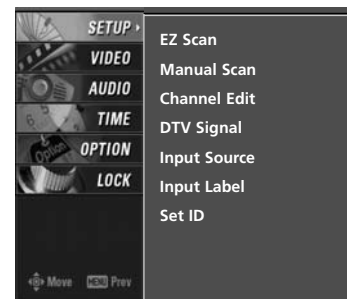 SETUP
VIDEO
AUDIO
TIME
OPTION
LOCK
Move MENU Prev
EZ Scan
Manual Scan
Channel Edit
DTV Signal
Input Source
Input Label
Set ID